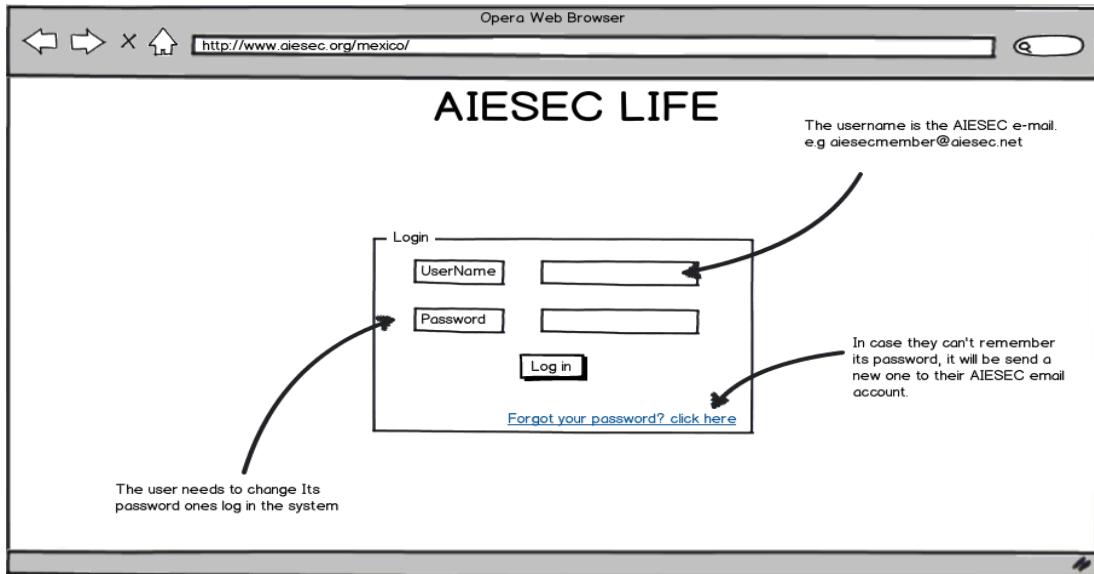 Opera Web Browser
http://www.aiesec.org/mexico/
AIESEC LIFE
The username is the AIESEC e-mail.
e.g aiesecmember@aiesec.net
Login
UserName
Password
Log in
Forgot your password? click here
In case they can't remember
its password, it will be send a
new one to their AIESEC email
account.
The user needs to change Its
password ones log in the system